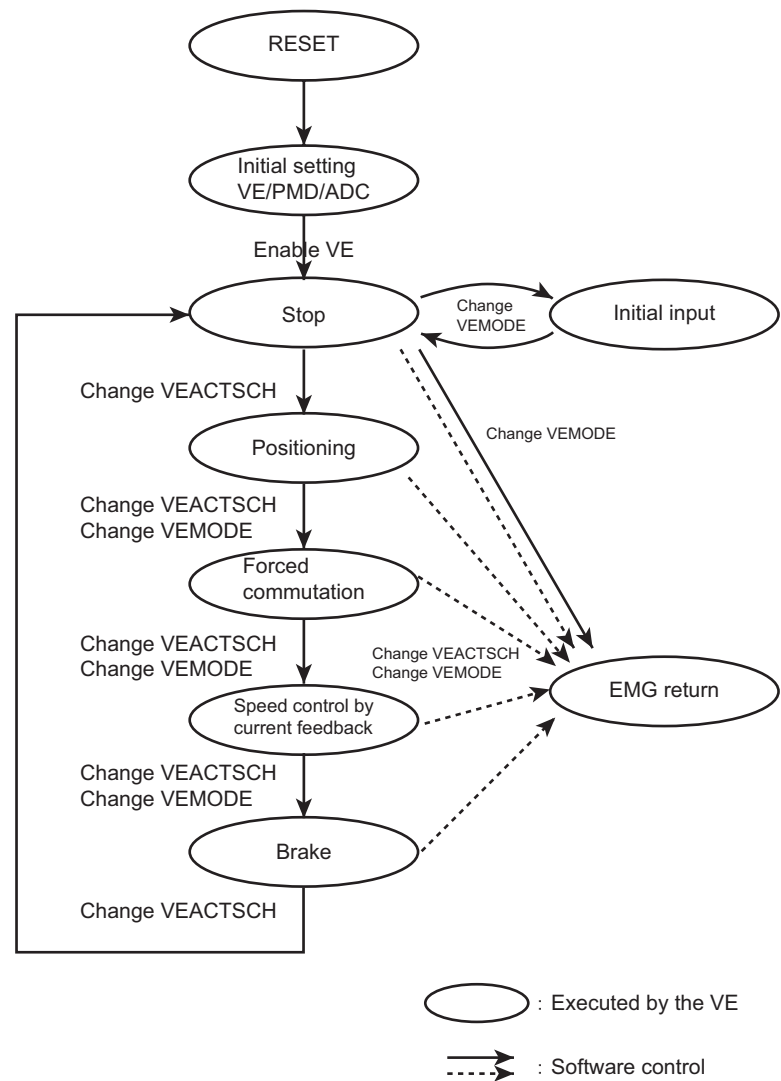 RESET
Initial setting
VE/PMD/ADC
Enable VE
Stop
Change
VEMODE
Initial input
Change VEACTSCH
Change VEMODE
Positioning
Change VEACTSCH
Change VEMODE
Forced
commutation
Change VEACTSCH
Change VEMODE
Change VEACTSCH
Change VEMODE
EMG return
Speed control by
current feedback
Change VEACTSCH
Change VEMODE
Brake
Change VEACTSCH
: Executed by the VE
: Software control